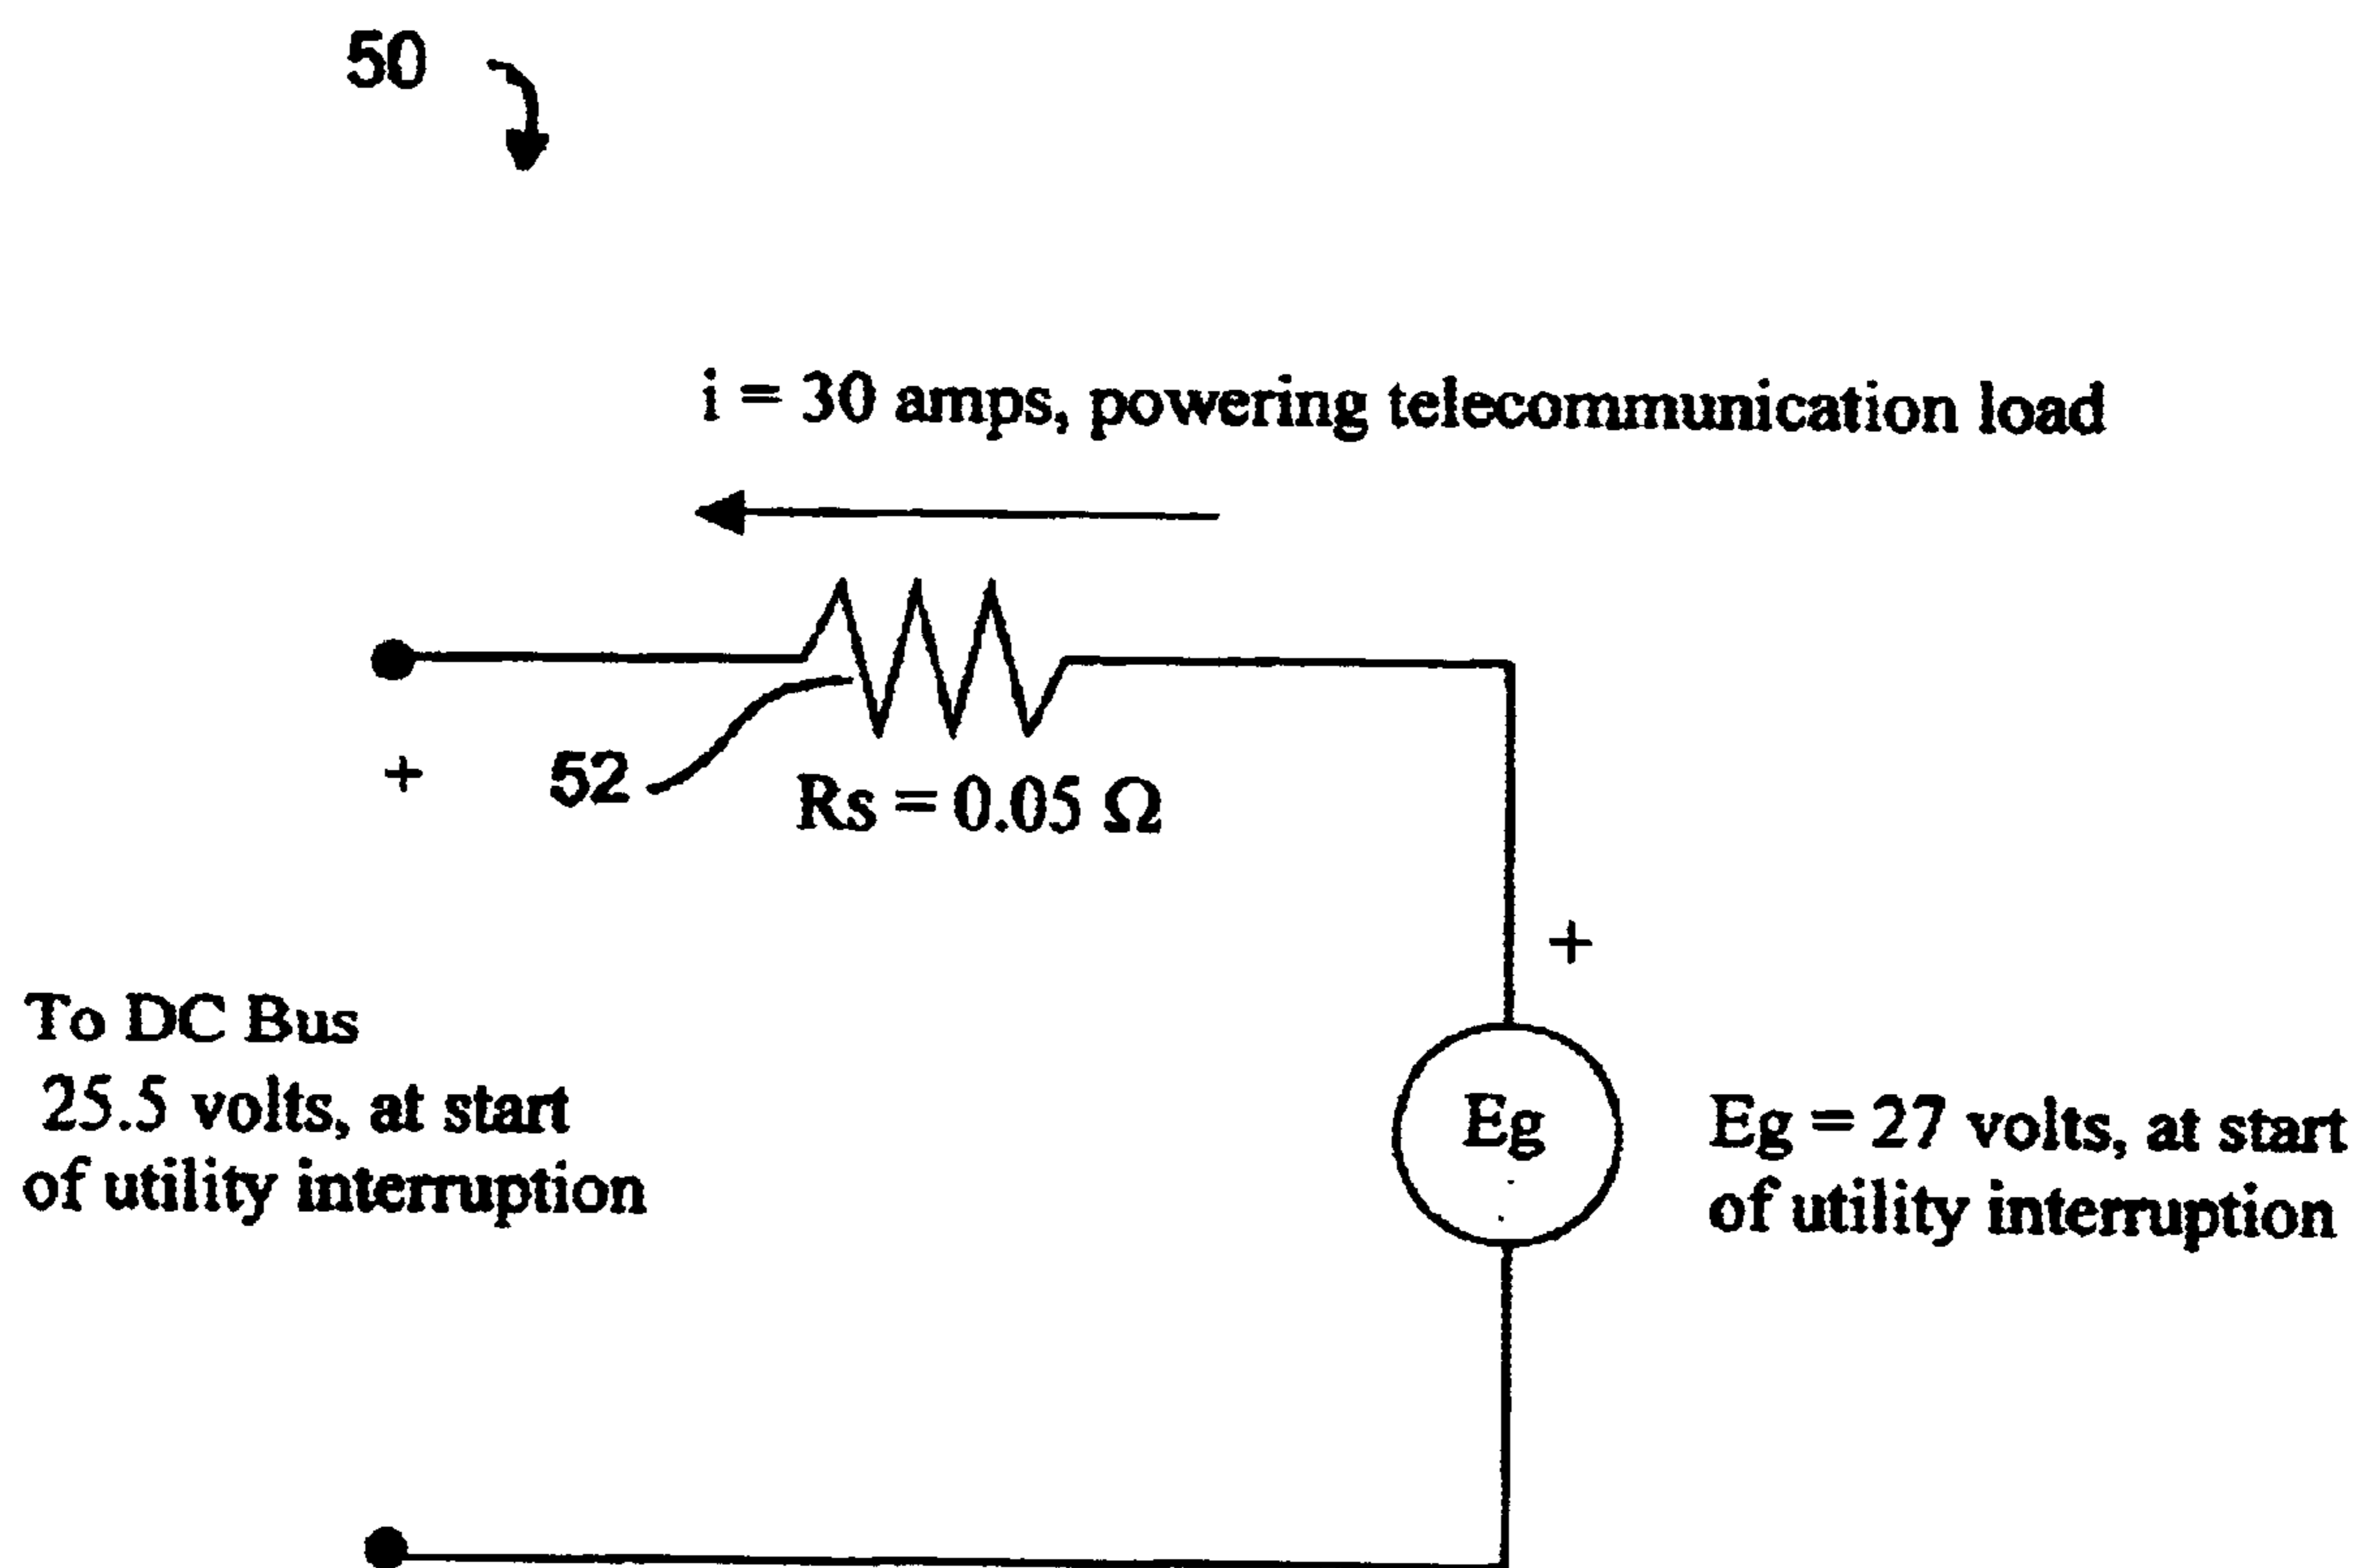 50
i = 30 amps, powering telecommunication load
+
52
Rs = 0.05 Ω
+
To DC Bus
25.5 volts, at start
of utility interruption
Eg
Eg = 27 volts, at start
of utility interruption